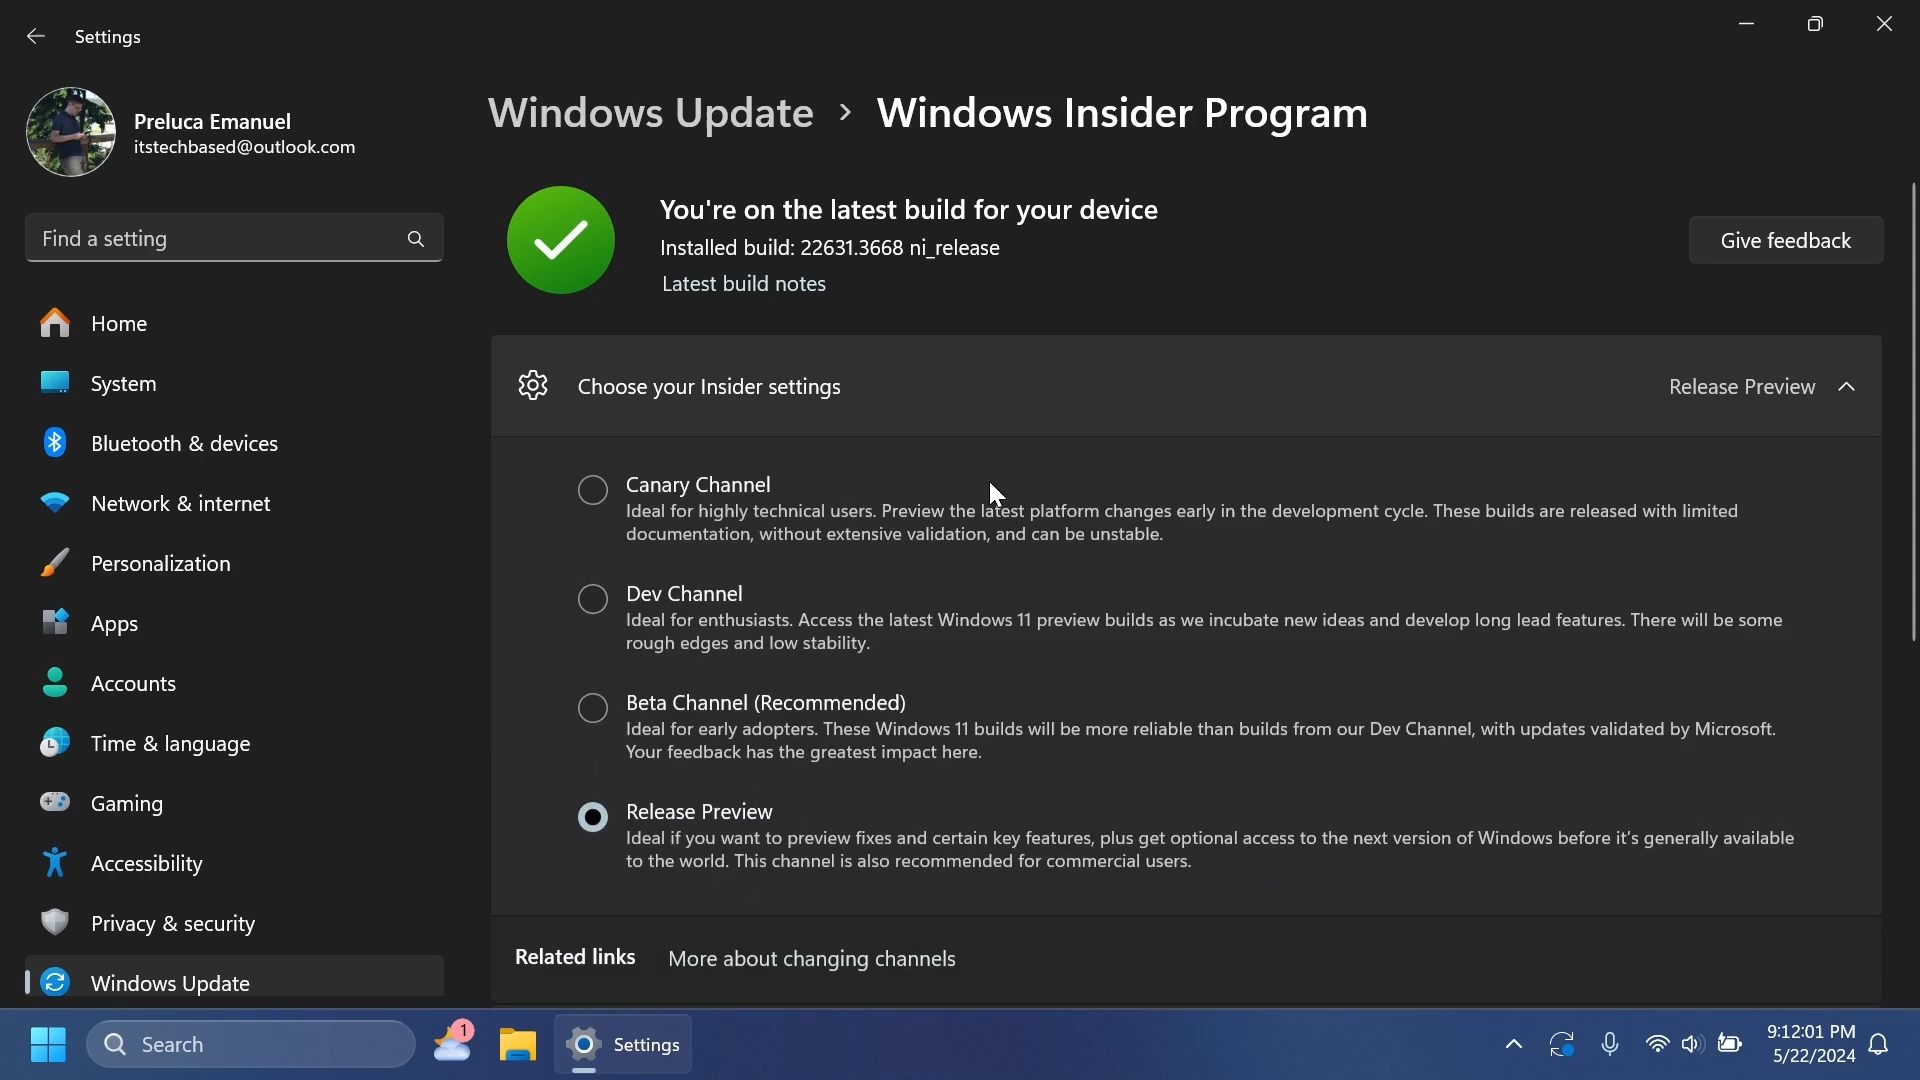 Settings
Preluca Emanuel
itstechbased@outlook.com
Find a setting
Home
System
Bluetooth & devices
Network & internet
Personalization
Apps
Accounts
Time & language
Gaming
Accessibility
Privacy & security
Windows Update
Windows Update > Windows Insider Program
You're on the latest build for your device
Installed build: 22631.3668 ni_release
Latest build notes
Give feedback
Choose your Insider settings
Release Preview
Canary Channel
Ideal for highly technical users. Preview the latest platform changes early in the development cycle. These builds are released with limited
documentation, without extensive validation, and can be unstable.
Dev Channel
Ideal for enthusiasts. Access the latest Windows 11 preview builds as we incubate new ideas and develop long lead features. There will be some
rough edges and low stability.
Beta Channel (Recommended)
Ideal for early adopters. These Windows 11 builds will be more reliable than builds from our Dev Channel, with updates validated by Microsoft.
Your feedback has the greatest impact here.
Release Preview
Ideal if you want to preview fixes and certain key features, plus get optional access to the next version of Windows before it's generally available
to the world. This channel is also recommended for commercial users.
Related links
More about changing channels
Search
1
Settings
9:12:01 PM
5/22/2024